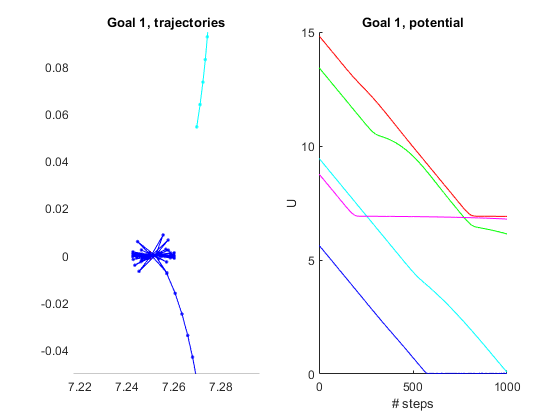 Goal 1, trajectories
0.08
0.06
0.04
0.02
0
-0.02
-0.04
7.22 7.24 7.26 7.28
Goal 1, potential
15
10
5
0
U
0 500 1000
# steps